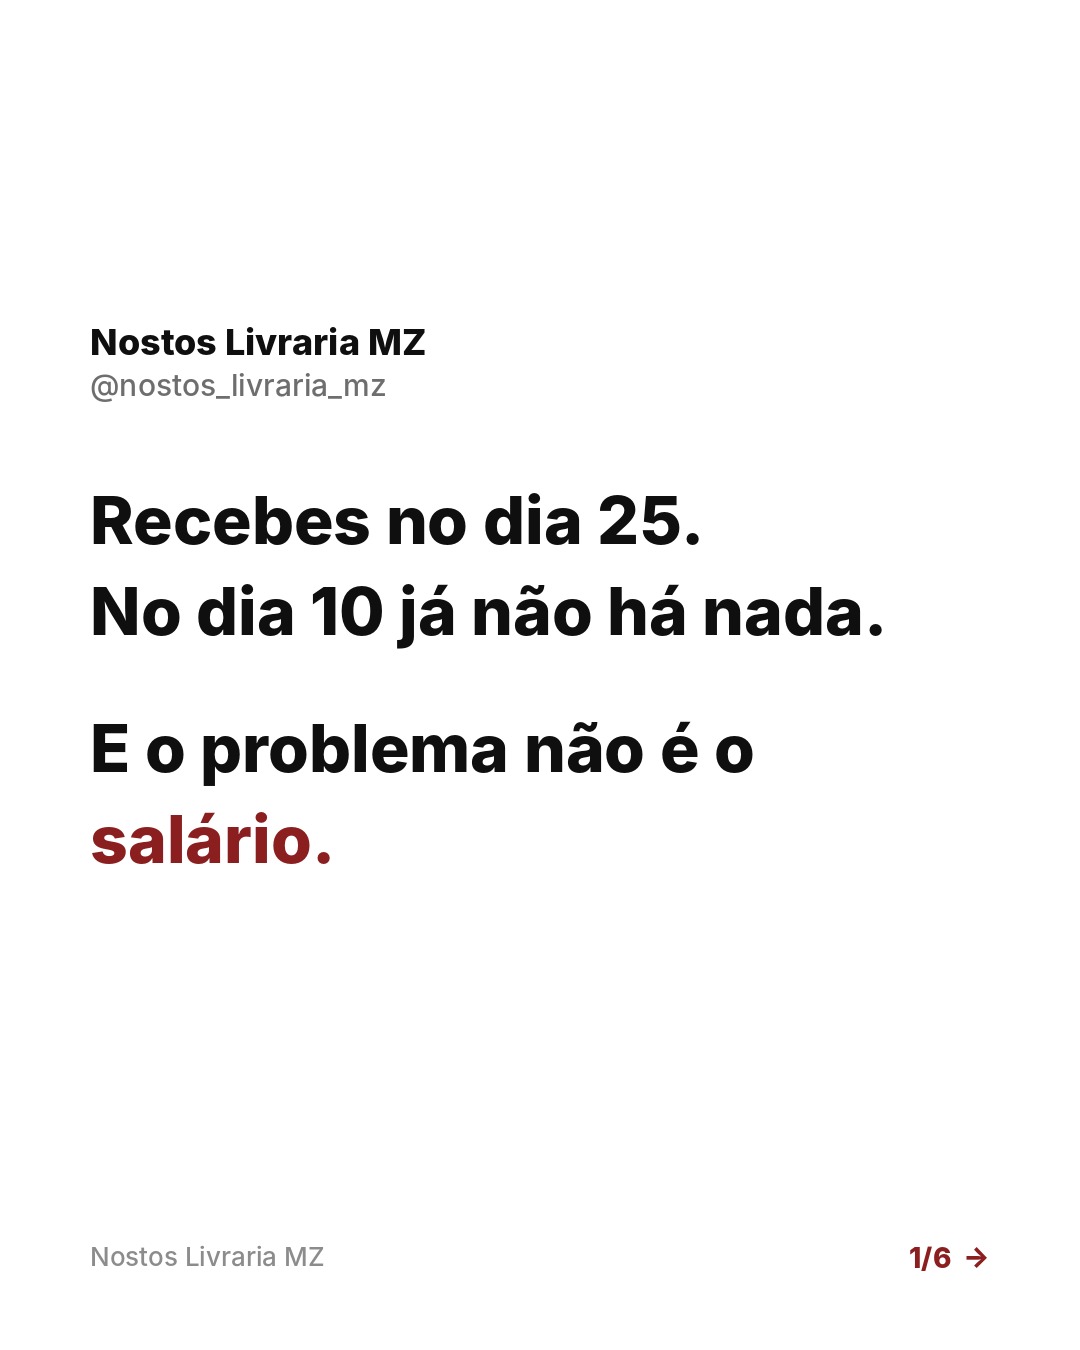 Nostos Livraria MZ
@nostos_livraria_mz
Recebes no dia 25.
No dia 10 já não há nada.
E o problema não é o
salário.
Nostos Livraria MZ
1/6 →